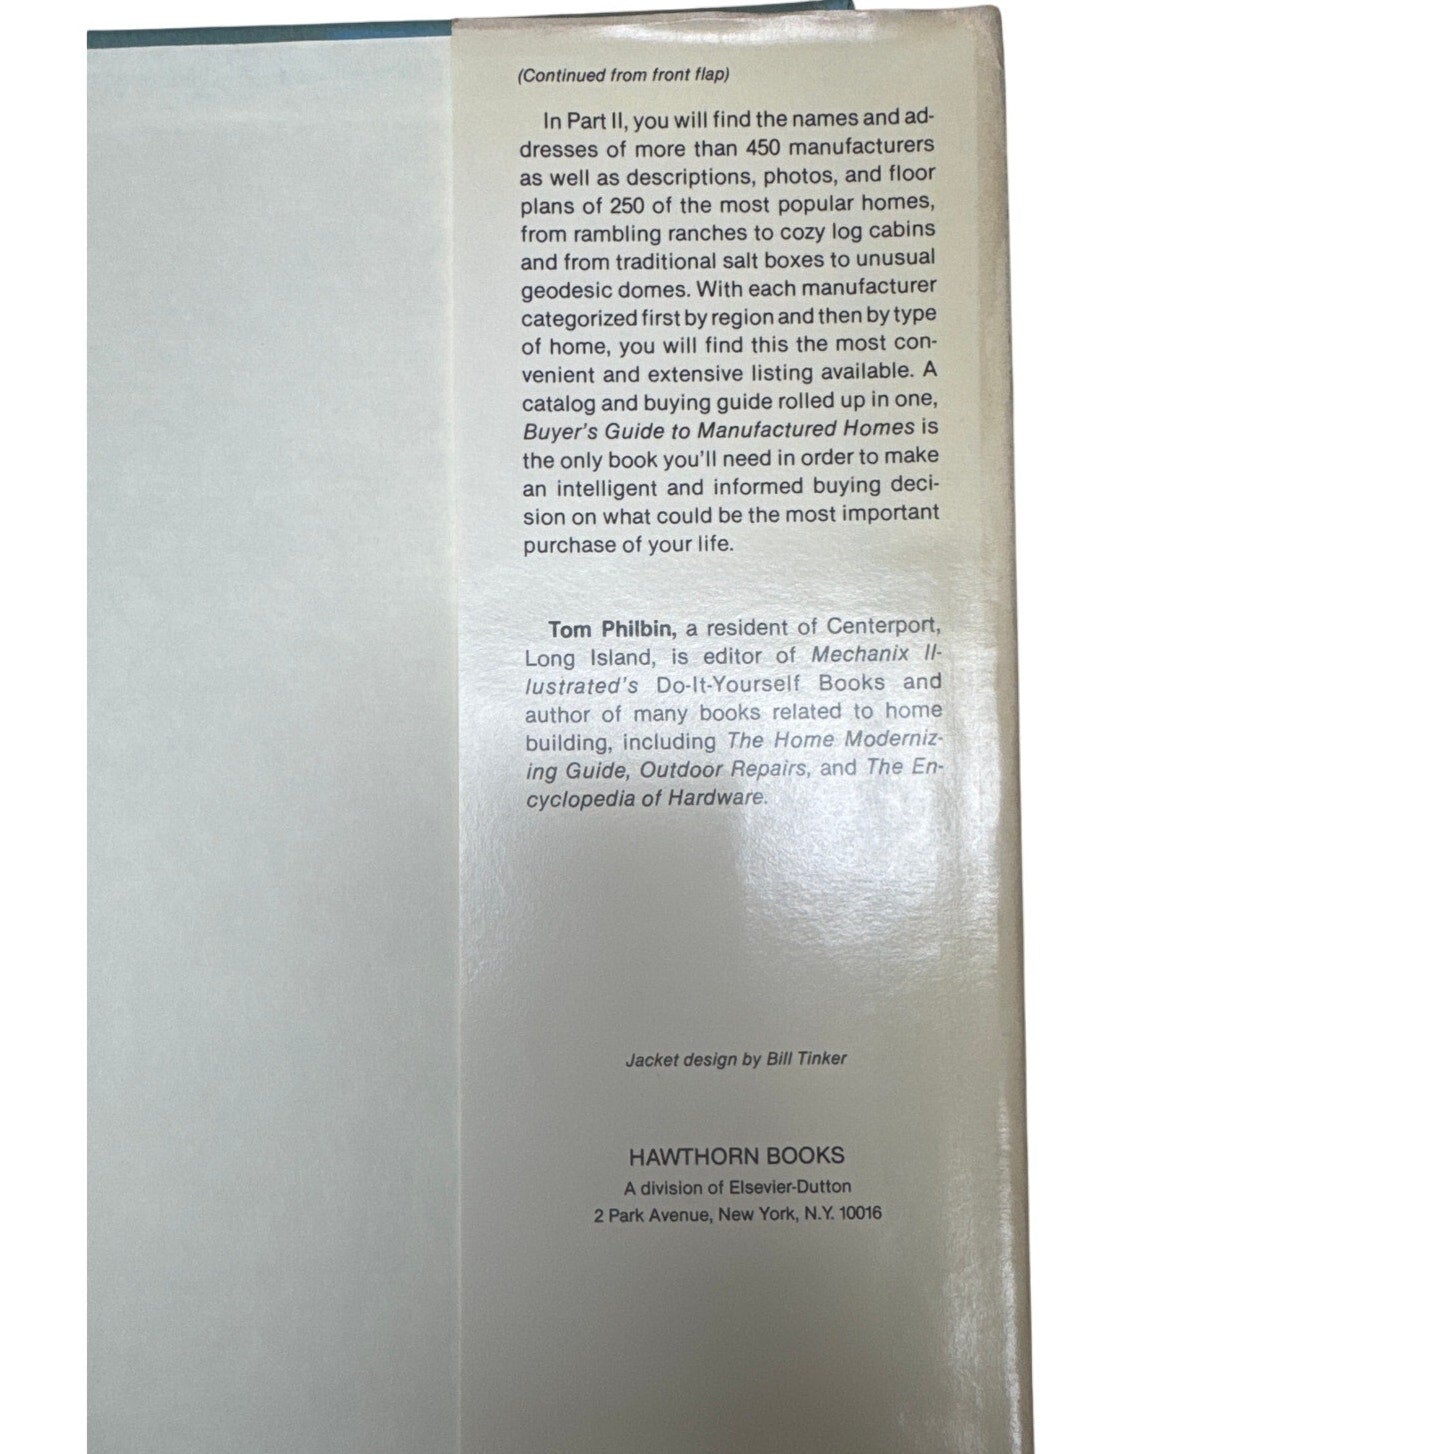 (Continued from front flap)
In Part II, you will find the names and ad-
dresses of more than 450 manufacturers
as well as descriptions, photos, and floor
plans of 250 of the most popular homes,
from rambling ranches to cozy log cabins
and from traditional salt boxes to unusual
geodesic domes. With each manufacturer
categorized first by region and then by type
of home, you will find this the most con-
venient and extensive listing available. A
catalog and buying guide rolled up in one,
Buyer's Guide to Manufactured Homes is
the only book you'll need in order to make
an intelligent and informed buying deci-
sion on what could be the most important
purchase of your life.
Tom Philbin, a resident of Centerport,
Long Island, is editor of Mechanix Il-
lustrated's Do-It-Yourself Books and
author of many books related to home
building, including The Home Moderniz-
ing Guide, Outdoor Repairs, and The En-
cyclopedia of Hardware.
Jacket design by Bill Tinker
HAWTHORN BOOKS
A division of Elsevier-Dutton
2 Park Avenue, New York, N.Y. 10016